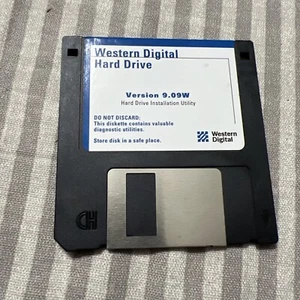 Western Digital
Hard Drive
Version 9.09W
Hard Drive Installation Utility
DO NOT DISCARD:
This diskette contains valuable
diagnostic utilities.
Store disk in a safe place.
Western
Digital
HD